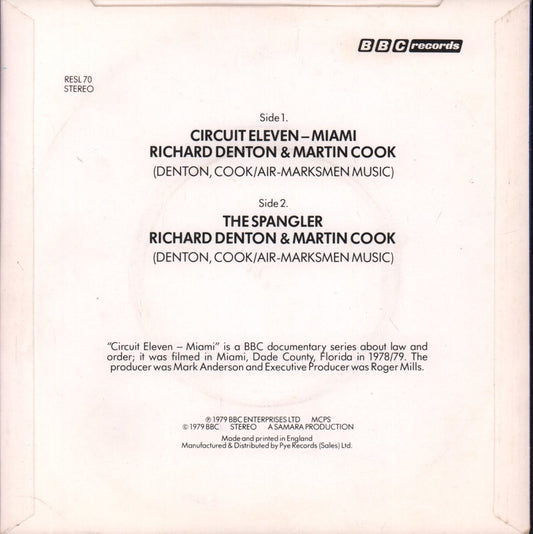 BBC records
RESL 70
STEREO
Side 1.
CIRCUIT ELEVEN – MIAMI
RICHARD DENTON & MARTIN COOK
(DENTON, COOK/AIR-MARKSMEN MUSIC)
Side 2.
THE SPANGLER
RICHARD DENTON & MARTIN COOK
(DENTON, COOK/AIR-MARKSMEN MUSIC)
"Circuit Eleven – Miami" is a BBC documentary series about law and
order; it was filmed in Miami, Dade County, Florida in 1978/79. The
producer was Mark Anderson and Executive Producer was Roger Mills.
℗ 1979 BBC ENTERPRISES LTD MCPS
© 1979 BBC STEREO A SAMARA PRODUCTION
Made and printed in England
Manufactured & Distributed by Pye Records (Sales) Ltd.